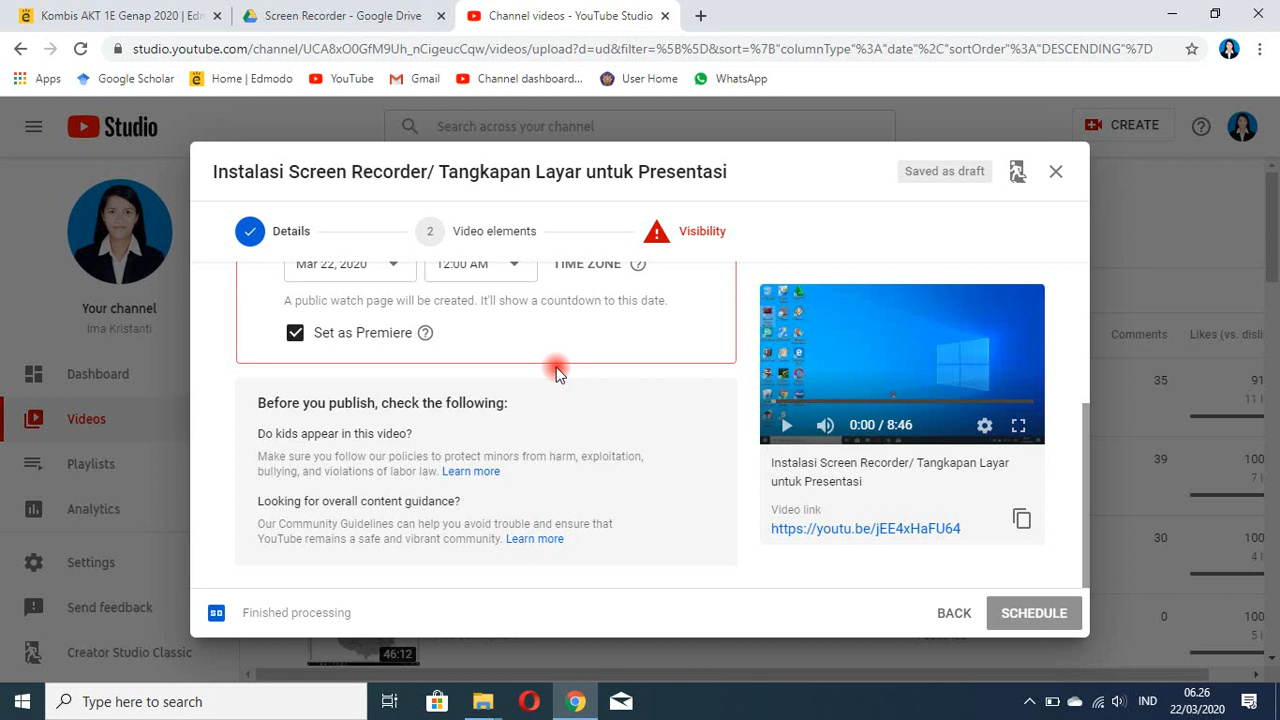 Kombis AKT 1E Genap 2020 | Edm
Screen Recorder - Google Drive
Channel videos - YouTube Studio
studio.youtube.com/channel/UCA8xO0GfM9Uh_nCigeucCqw/videos/upload?d=ud&filter=%5B%5D&sort=%7B"columnType"%3A"date"%2C"sortOrder"%3A"DESCENDING"%7D
Apps
Google Scholar
Home | Edmodo
YouTube
Gmail
Channel dashboard...
User Home
WhatsApp
Studio
Search across your channel
CREATE
Instalasi Screen Recorder/ Tangkapan Layar untuk Presentasi
Saved as draft
Details
2
Video elements
Visibility
Mar 22, 2020
12:00 AM
TIME ZONE
A public watch page will be created. It'll show a countdown to this date.
Set as Premiere
Before you publish, check the following:
Do kids appear in this video?
Make sure you follow our policies to protect minors from harm, exploitation,
bullying, and violations of labor law. Learn more
Looking for overall content guidance?
Our Community Guidelines can help you avoid trouble and ensure that
YouTube remains a safe and vibrant community. Learn more
0:00 / 8:46
Instalasi Screen Recorder/ Tangkapan Layar
untuk Presentasi
Video link
https://youtu.be/jEE4xHaFU64
SD
Finished processing
BACK
SCHEDULE
Your channel
Ima Kristanti
Dashboard
Videos
Playlists
Analytics
Settings
Send feedback
Creator Studio Classic
Comments
Likes (vs. disli
35
91
11 l
39
100
7 l
30
100
0
100
5 l
46:12
Type here to search
IND
06.26
22/03/2020